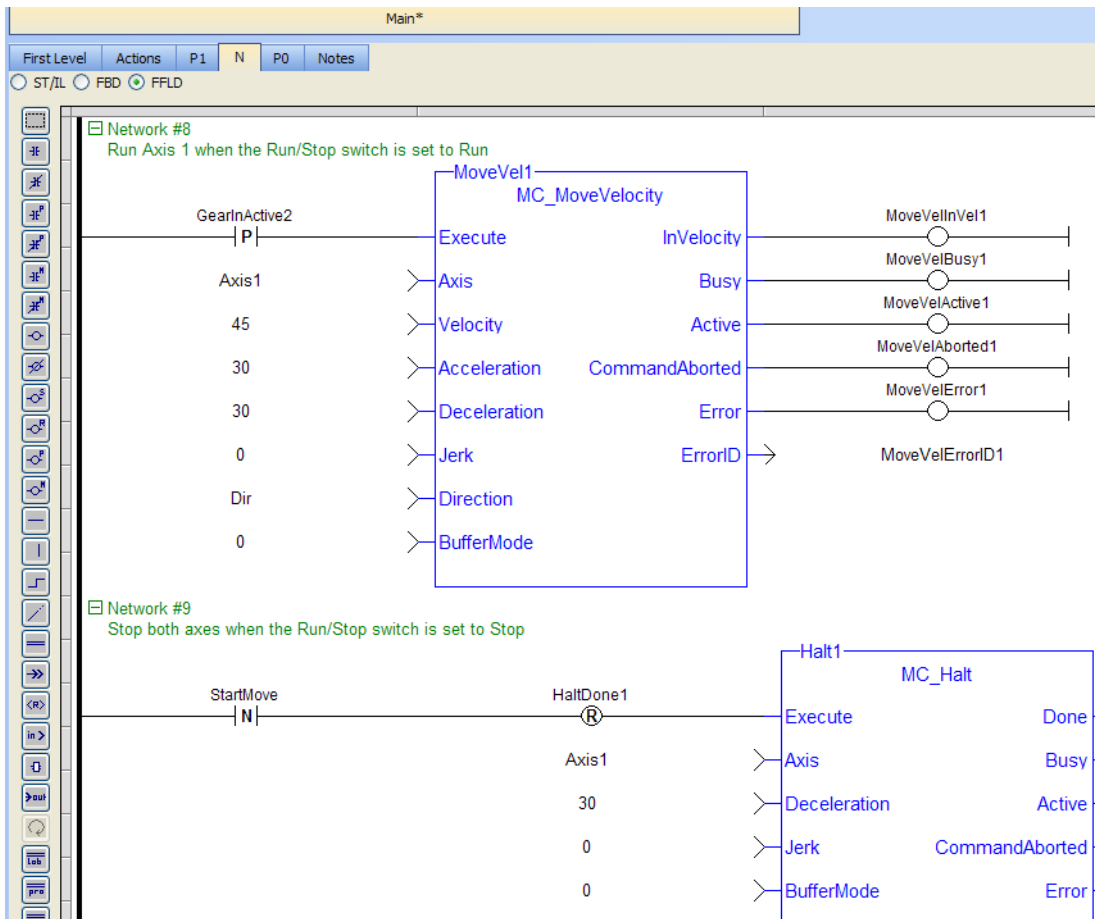 Main*
First Level Actions P1 N P0 Notes
ST/IL FBD FFLD
Network #8
Run Axis 1 when the Run/Stop switch is set to Run
MoveVel1
MC_MoveVelocity
GearInActive2 MoveVelInVel1
P Execute InVelocity
MoveVelBusy1
Axis1 Axis Busy
MoveVelActive1
45 Velocity Active
MoveVelAborted1
30 Acceleration CommandAborted
MoveVelError1
30 Deceleration Error
0 Jerk ErrorID MoveVelErrorID1
Dir Direction
0 BufferMode
Network #9
Stop both axes when the Run/Stop switch is set to Stop
Halt1
MC_Halt
StartMove HaltDone1
N R Execute Done
Axis1 Axis Busy
30 Deceleration Active
0 Jerk CommandAborted
0 BufferMode Error
P
P
N
N
S
R
P
N
R
in >
>out
lab
pro